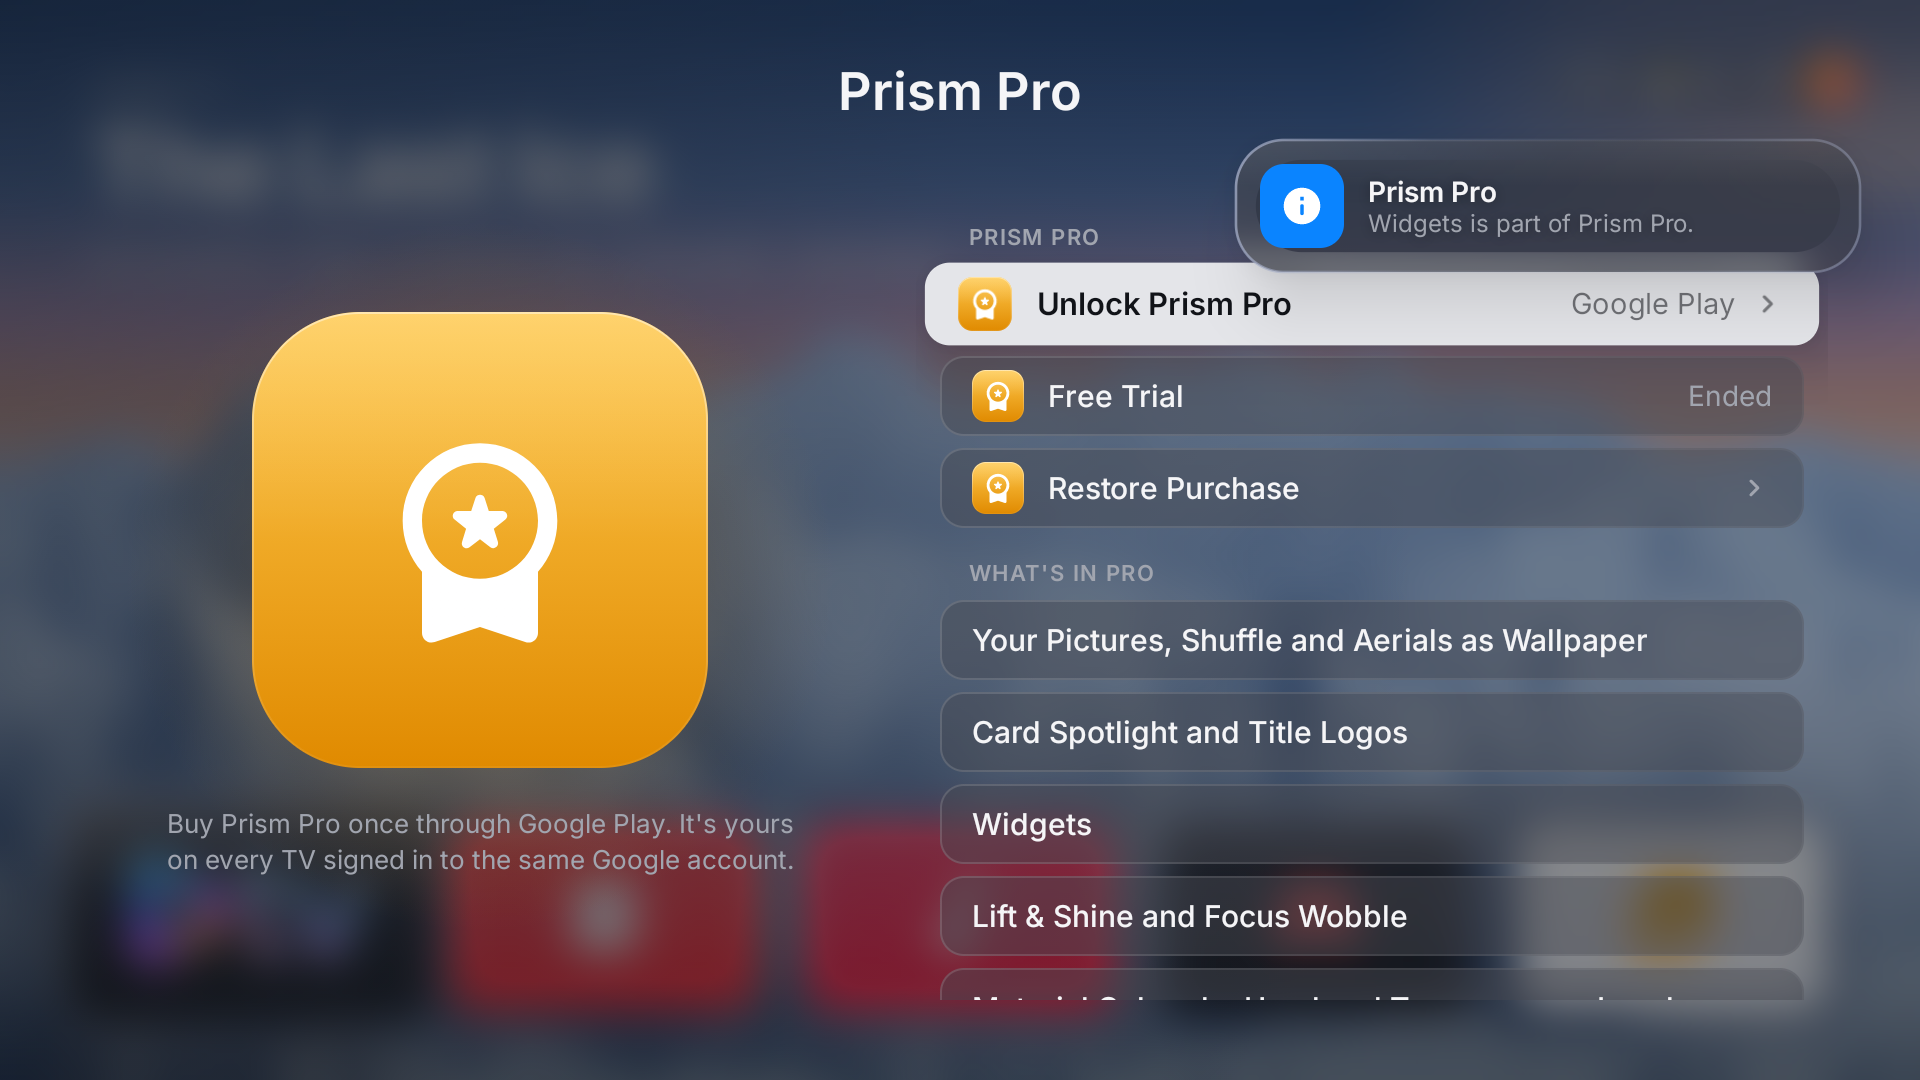 Prism Pro
Prism Pro
Widgets is part of Prism Pro.
PRISM PRO
Unlock Prism Pro
Google Play
Free Trial
Ended
Restore Purchase
WHAT'S IN PRO
Your Pictures, Shuffle and Aerials as Wallpaper
Card Spotlight and Title Logos
Widgets
Lift & Shine and Focus Wobble
Buy Prism Pro once through Google Play. It's yours
on every TV signed in to the same Google account.